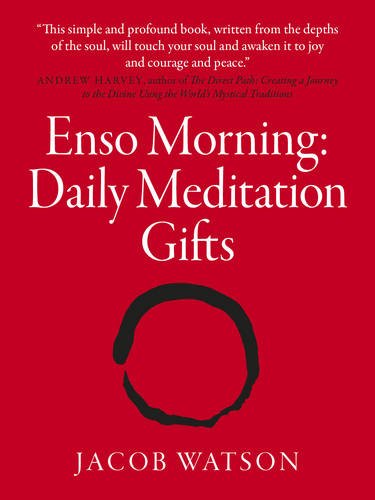 “This simple and profound book, written from the depths
of the soul, will touch your soul and awaken it to joy
and courage and peace.”
ANDREW HARVEY, author of The Direct Path: Creating a Journey
to the Divine Using the World’s Mystical Traditions
Enso Morning:
Daily Meditation
Gifts
JACOB WATSON